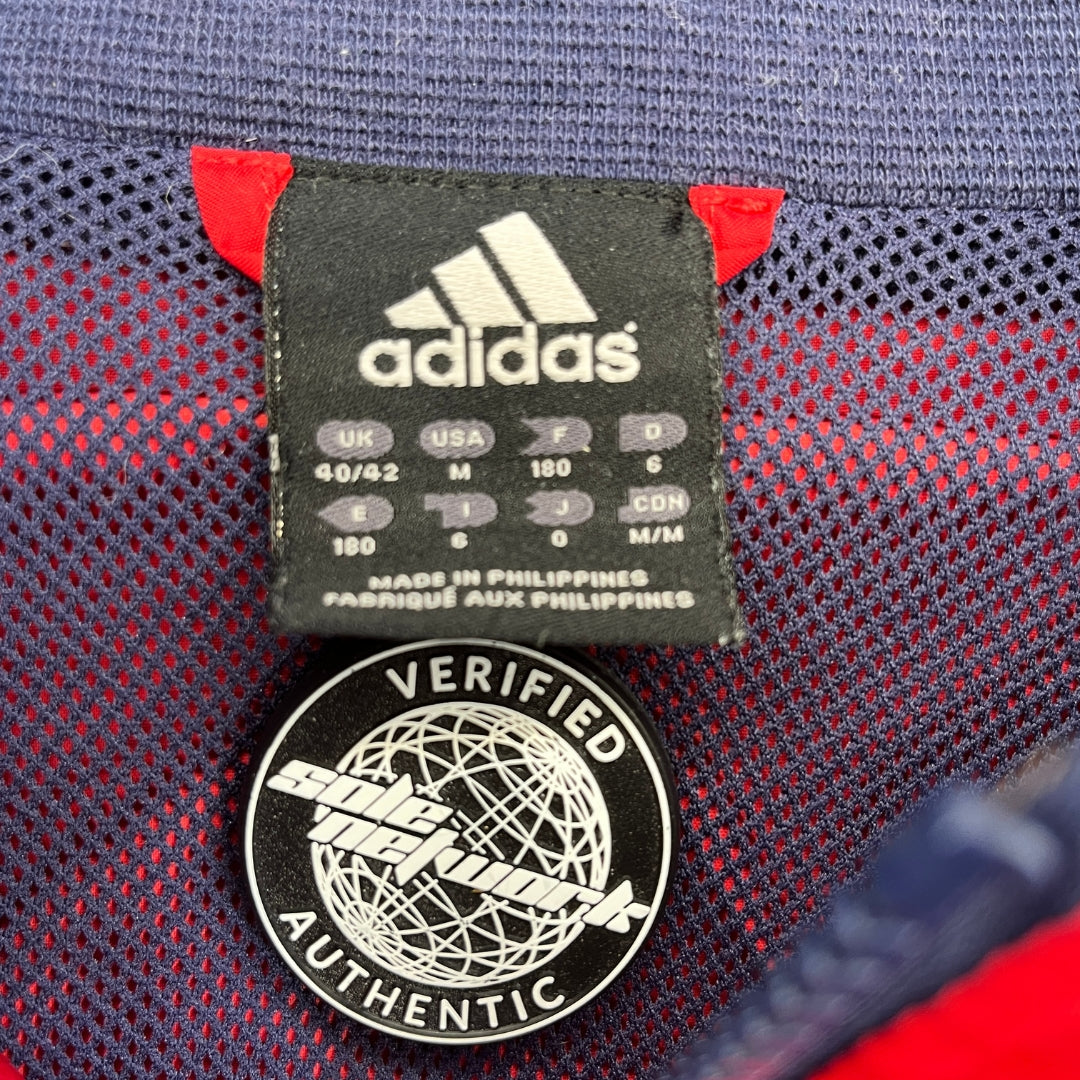 adidas
UK USA F D
40/42 M 180 6
E I J CDN
180 6 0 M/M
MADE IN PHILIPPINES
FABRIQUÉ AUX PHILIPPINES
VERIFIED
sole
network
AUTHENTIC